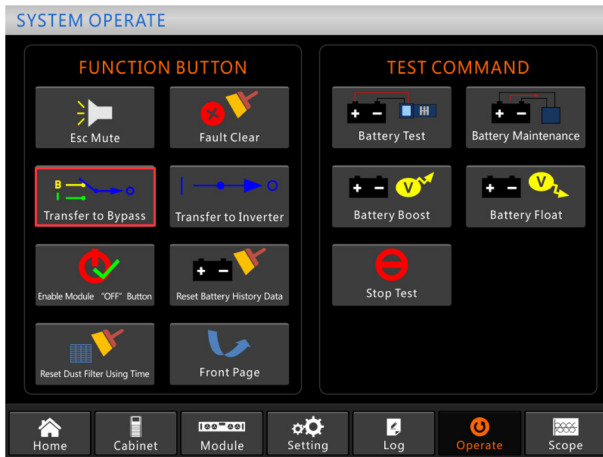 SYSTEM OPERATE
FUNCTION BUTTON
Esc Mute
Fault Clear
B
I
Transfer to Bypass
Transfer to Inverter
Enable Module "OFF" Button
Reset Battery History Data
Reset Dust Filter Using Time
Front Page
TEST COMMAND
Battery Test
Battery Maintenance
V
Battery Boost
V
Battery Float
Stop Test
Home
Cabinet
Module
Setting
Log
Operate
Scope